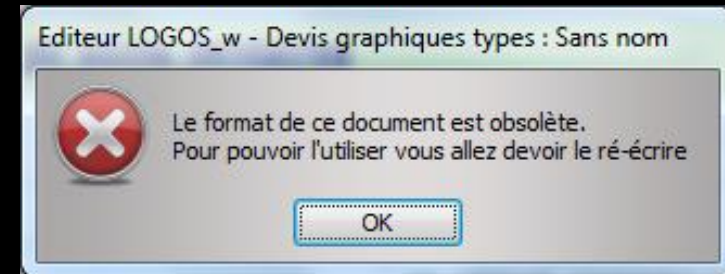 Editeur LOGOS_w - Devis graphiques types : Sans nom
Le format de ce document est obsolète.
Pour pouvoir l'utiliser vous allez devoir le ré-écrire
OK